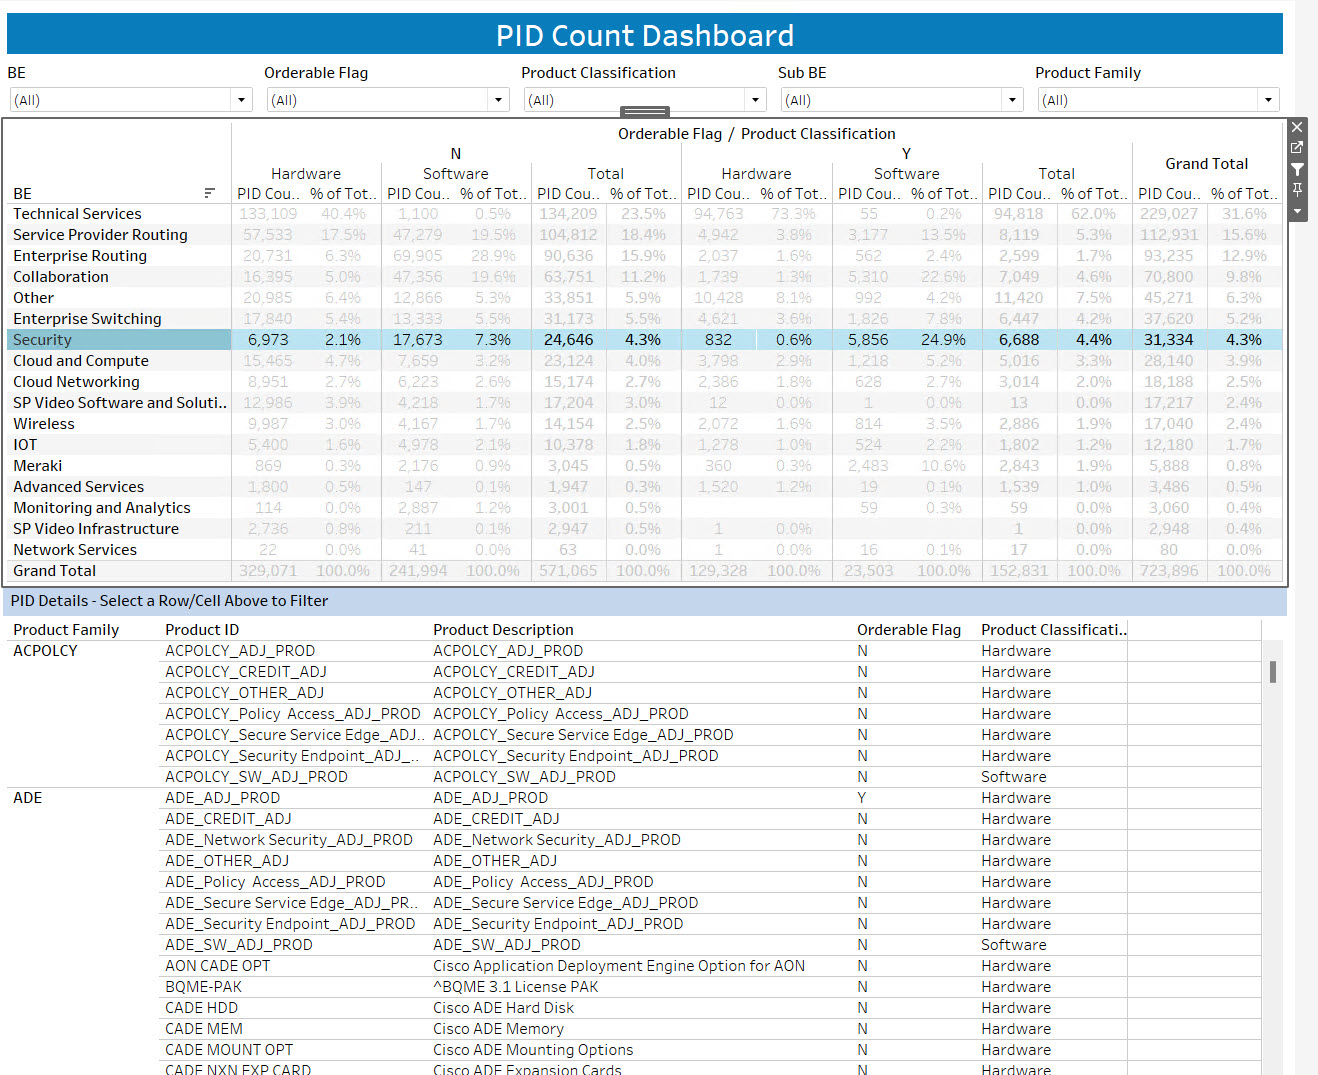 PID Count Dashboard
BE Orderable Flag Product Classification Sub BE Product Family
(All) (All) (All) (All) (All)
Orderable Flag / Product Classification
N Y
Grand Total
Hardware Software Total Hardware Software Total
BE PID Cou.. % of Tot.. PID Cou.. % of Tot.. PID Cou.. % of Tot.. PID Cou.. % of Tot.. PID Cou.. % of Tot.. PID Cou.. % of Tot.. PID Cou.. % of Tot..
Technical Services 133,109 40.4% 1,100 0.5% 134,209 23.5% 94,763 73.3% 55 0.2% 94,818 62.0% 229,027 31.6%
Service Provider Routing 57,533 17.5% 47,279 19.5% 104,812 18.4% 4,942 3.8% 3,177 13.5% 8,119 5.3% 112,931 15.6%
Enterprise Routing 20,731 6.3% 69,905 28.9% 90,636 15.9% 2,037 1.6% 562 2.4% 2,599 1.7% 93,235 12.9%
Collaboration 16,395 5.0% 47,356 19.6% 63,751 11.2% 1,739 1.3% 5,310 22.6% 7,049 4.6% 70,800 9.8%
Other 20,985 6.4% 12,866 5.3% 33,851 5.9% 10,428 8.1% 992 4.2% 11,420 7.5% 45,271 6.3%
Enterprise Switching 17,840 5.4% 13,333 5.5% 31,173 5.5% 4,621 3.6% 1,826 7.8% 6,447 4.2% 37,620 5.2%
Security 6,973 2.1% 17,673 7.3% 24,646 4.3% 832 0.6% 5,856 24.9% 6,688 4.4% 31,334 4.3%
Cloud and Compute 15,465 4.7% 7,659 3.2% 23,124 4.0% 3,798 2.9% 1,218 5.2% 5,016 3.3% 28,140 3.9%
Cloud Networking 8,951 2.7% 6,223 2.6% 15,174 2.7% 2,386 1.8% 628 2.7% 3,014 2.0% 18,188 2.5%
SP Video Software and Soluti.. 12,986 3.9% 4,218 1.7% 17,204 3.0% 12 0.0% 1 0.0% 13 0.0% 17,217 2.4%
Wireless 9,987 3.0% 4,167 1.7% 14,154 2.5% 2,072 1.6% 814 3.5% 2,886 1.9% 17,040 2.4%
IOT 5,400 1.6% 4,978 2.1% 10,378 1.8% 1,278 1.0% 524 2.2% 1,802 1.2% 12,180 1.7%
Meraki 869 0.3% 2,176 0.9% 3,045 0.5% 360 0.3% 2,483 10.6% 2,843 1.9% 5,888 0.8%
Advanced Services 1,800 0.5% 147 0.1% 1,947 0.3% 1,520 1.2% 19 0.1% 1,539 1.0% 3,486 0.5%
Monitoring and Analytics 114 0.0% 2,887 1.2% 3,001 0.5% 59 0.3% 59 0.0% 3,060 0.4%
SP Video Infrastructure 2,736 0.8% 211 0.1% 2,947 0.5% 1 0.0% 1 0.0% 2,948 0.4%
Network Services 22 0.0% 41 0.0% 63 0.0% 1 0.0% 16 0.1% 17 0.0% 80 0.0%
Grand Total 329,071 100.0% 241,994 100.0% 571,065 100.0% 129,328 100.0% 23,503 100.0% 152,831 100.0% 723,896 100.0%
PID Details - Select a Row/Cell Above to Filter
Product Family Product ID Product Description Orderable Flag Product Classificati..
ACPOLCY ACPOLCY_ADJ_PROD ACPOLCY_ADJ_PROD N Hardware
ACPOLCY_CREDIT_ADJ ACPOLCY_CREDIT_ADJ N Hardware
ACPOLCY_OTHER_ADJ ACPOLCY_OTHER_ADJ N Hardware
ACPOLCY_Policy Access_ADJ_PROD ACPOLCY_Policy Access_ADJ_PROD N Hardware
ACPOLCY_Secure Service Edge_ADJ.. ACPOLCY_Secure Service Edge_ADJ_PROD N Hardware
ACPOLCY_Security Endpoint_ADJ_.. ACPOLCY_Security Endpoint_ADJ_PROD N Hardware
ACPOLCY_SW_ADJ_PROD ACPOLCY_SW_ADJ_PROD N Software
ADE ADE_ADJ_PROD ADE_ADJ_PROD Y Hardware
ADE_CREDIT_ADJ ADE_CREDIT_ADJ N Hardware
ADE_Network Security_ADJ_PROD ADE_Network Security_ADJ_PROD N Hardware
ADE_OTHER_ADJ ADE_OTHER_ADJ N Hardware
ADE_Policy Access_ADJ_PROD ADE_Policy Access_ADJ_PROD N Hardware
ADE_Secure Service Edge_ADJ_PR.. ADE_Secure Service Edge_ADJ_PROD N Hardware
ADE_Security Endpoint_ADJ_PROD ADE_Security Endpoint_ADJ_PROD N Hardware
ADE_SW_ADJ_PROD ADE_SW_ADJ_PROD N Software
AON CADE OPT Cisco Application Deployment Engine Option for AON N Hardware
BQME-PAK ^BQME 3.1 License PAK N Hardware
CADE HDD Cisco ADE Hard Disk N Hardware
CADE MEM Cisco ADE Memory N Hardware
CADE MOUNT OPT Cisco ADE Mounting Options N Hardware
CADE NXN EXP CARD Cisco ADE Expansion Cards N Hardware